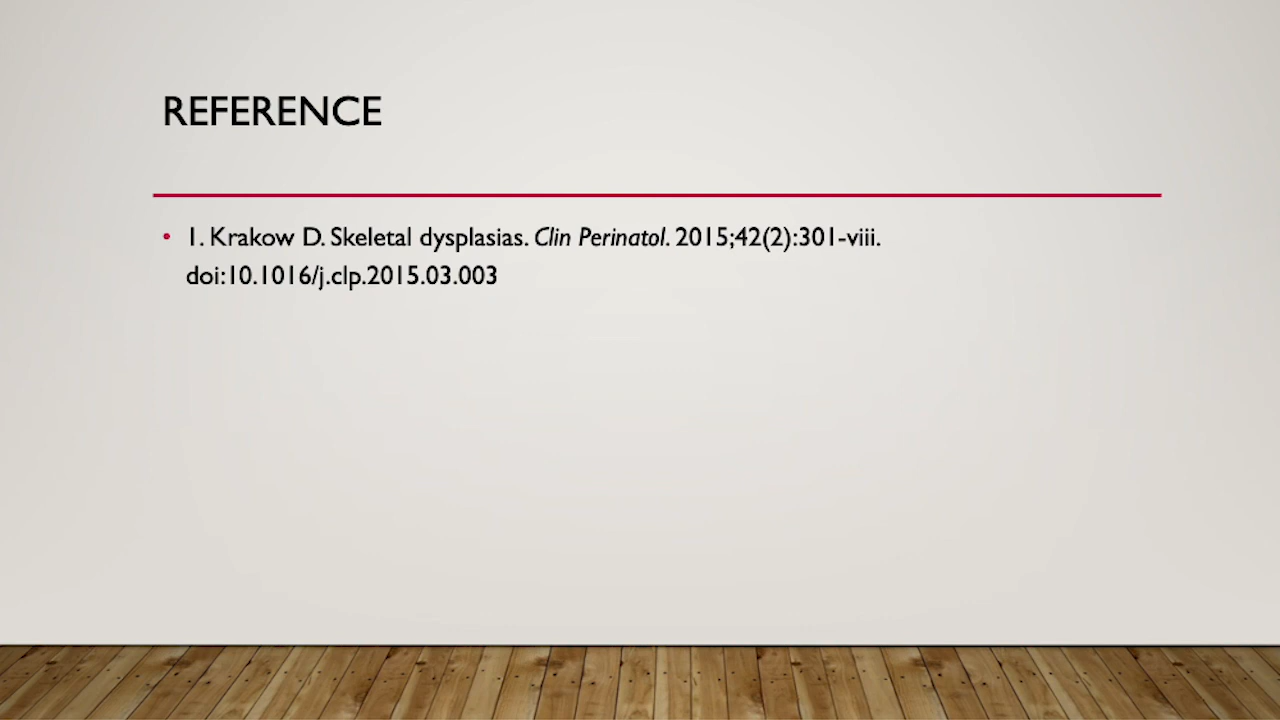 REFERENCE
• 1. Krakow D. Skeletal dysplasias. Clin Perinatol. 2015;42(2):301-viii.
doi:10.1016/j.clp.2015.03.003